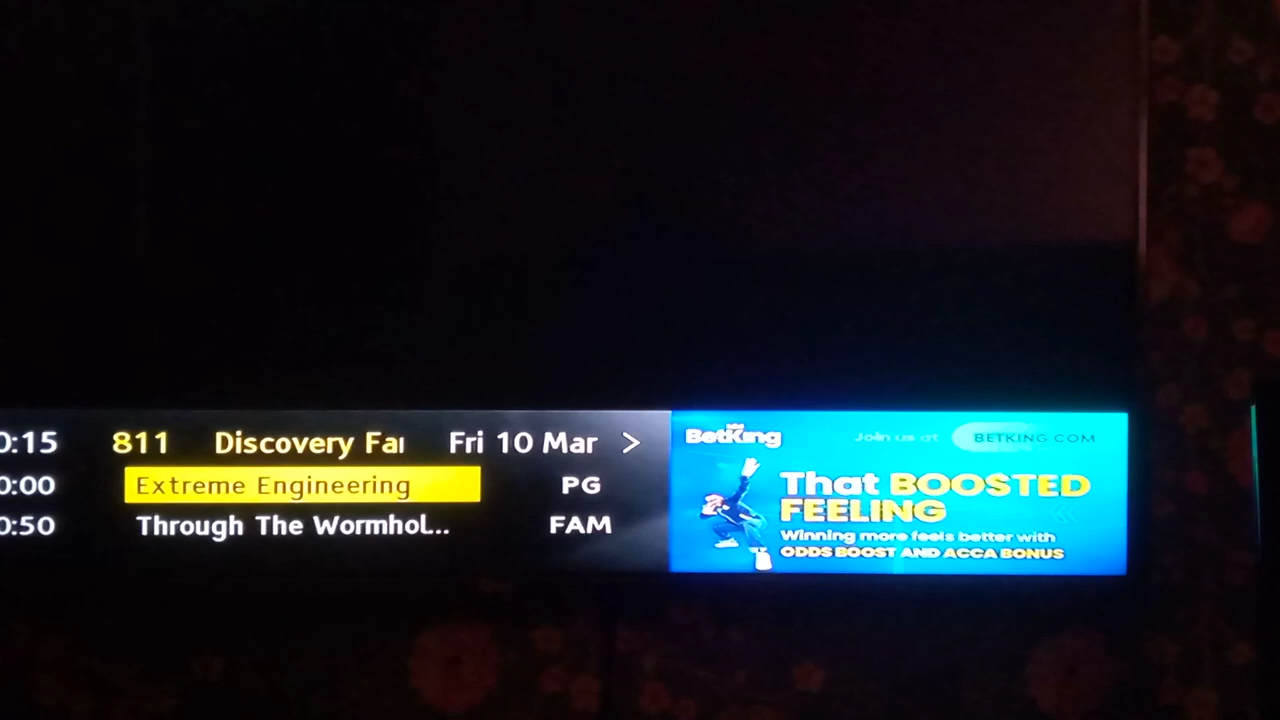 0:15 811 Discovery Fa Fri 10 Mar >
0:00 Extreme Engineering PG
0:50 Through The Wormhol... FAM
BetKing Join us at BETKING.COM
That BOOSTED
FEELING
Winning more feels better with
ODDS BOOST AND ACCA BONUS